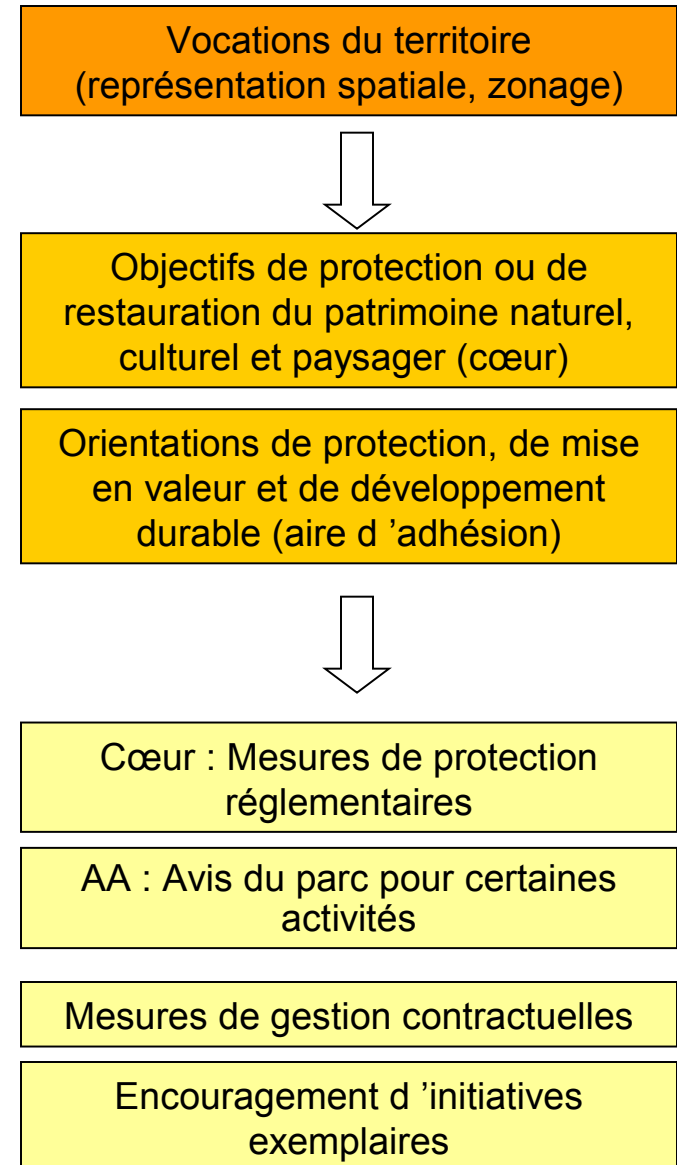 Vocations du territoire
(représentation spatiale, zonage)
Objectifs de protection ou de
restauration du patrimoine naturel,
culturel et paysager (cœur)
Orientations de protection, de mise
en valeur et de développement
durable (aire d ’adhésion)
Cœur : Mesures de protection
réglementaires
AA : Avis du parc pour certaines
activités
Mesures de gestion contractuelles
Encouragement d ’initiatives
exemplaires